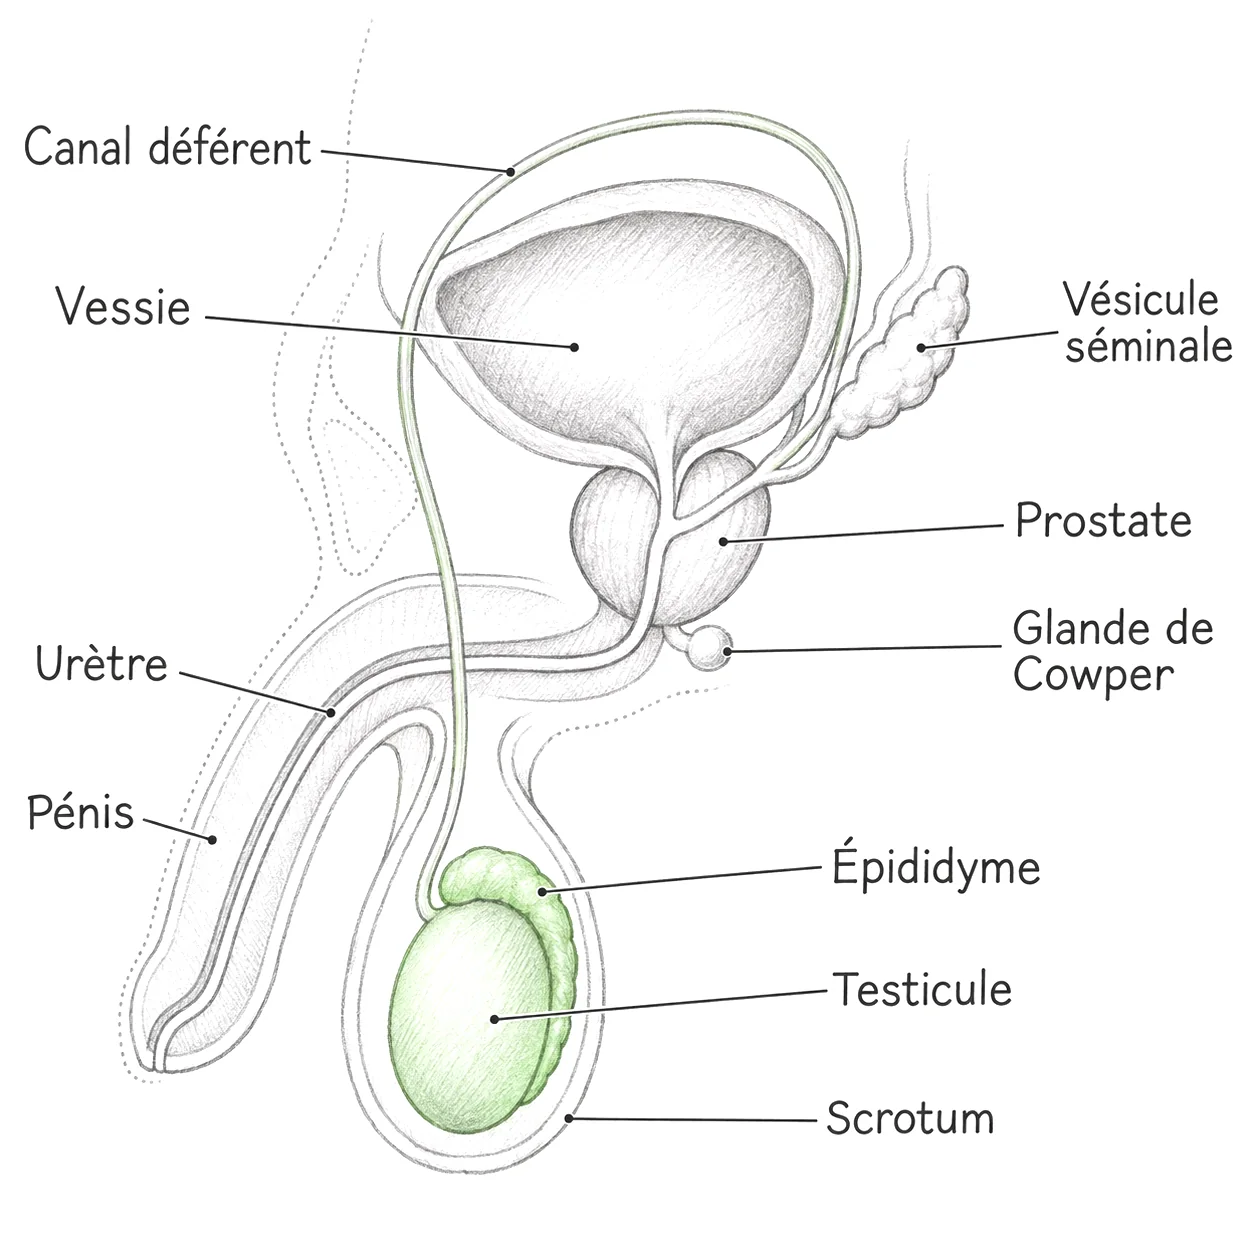 Canal déférent
Vessie
Vésicule
séminale
Prostate
Glande de
Cowper
Urètre
Pénis
Épididyme
Testicule
Scrotum